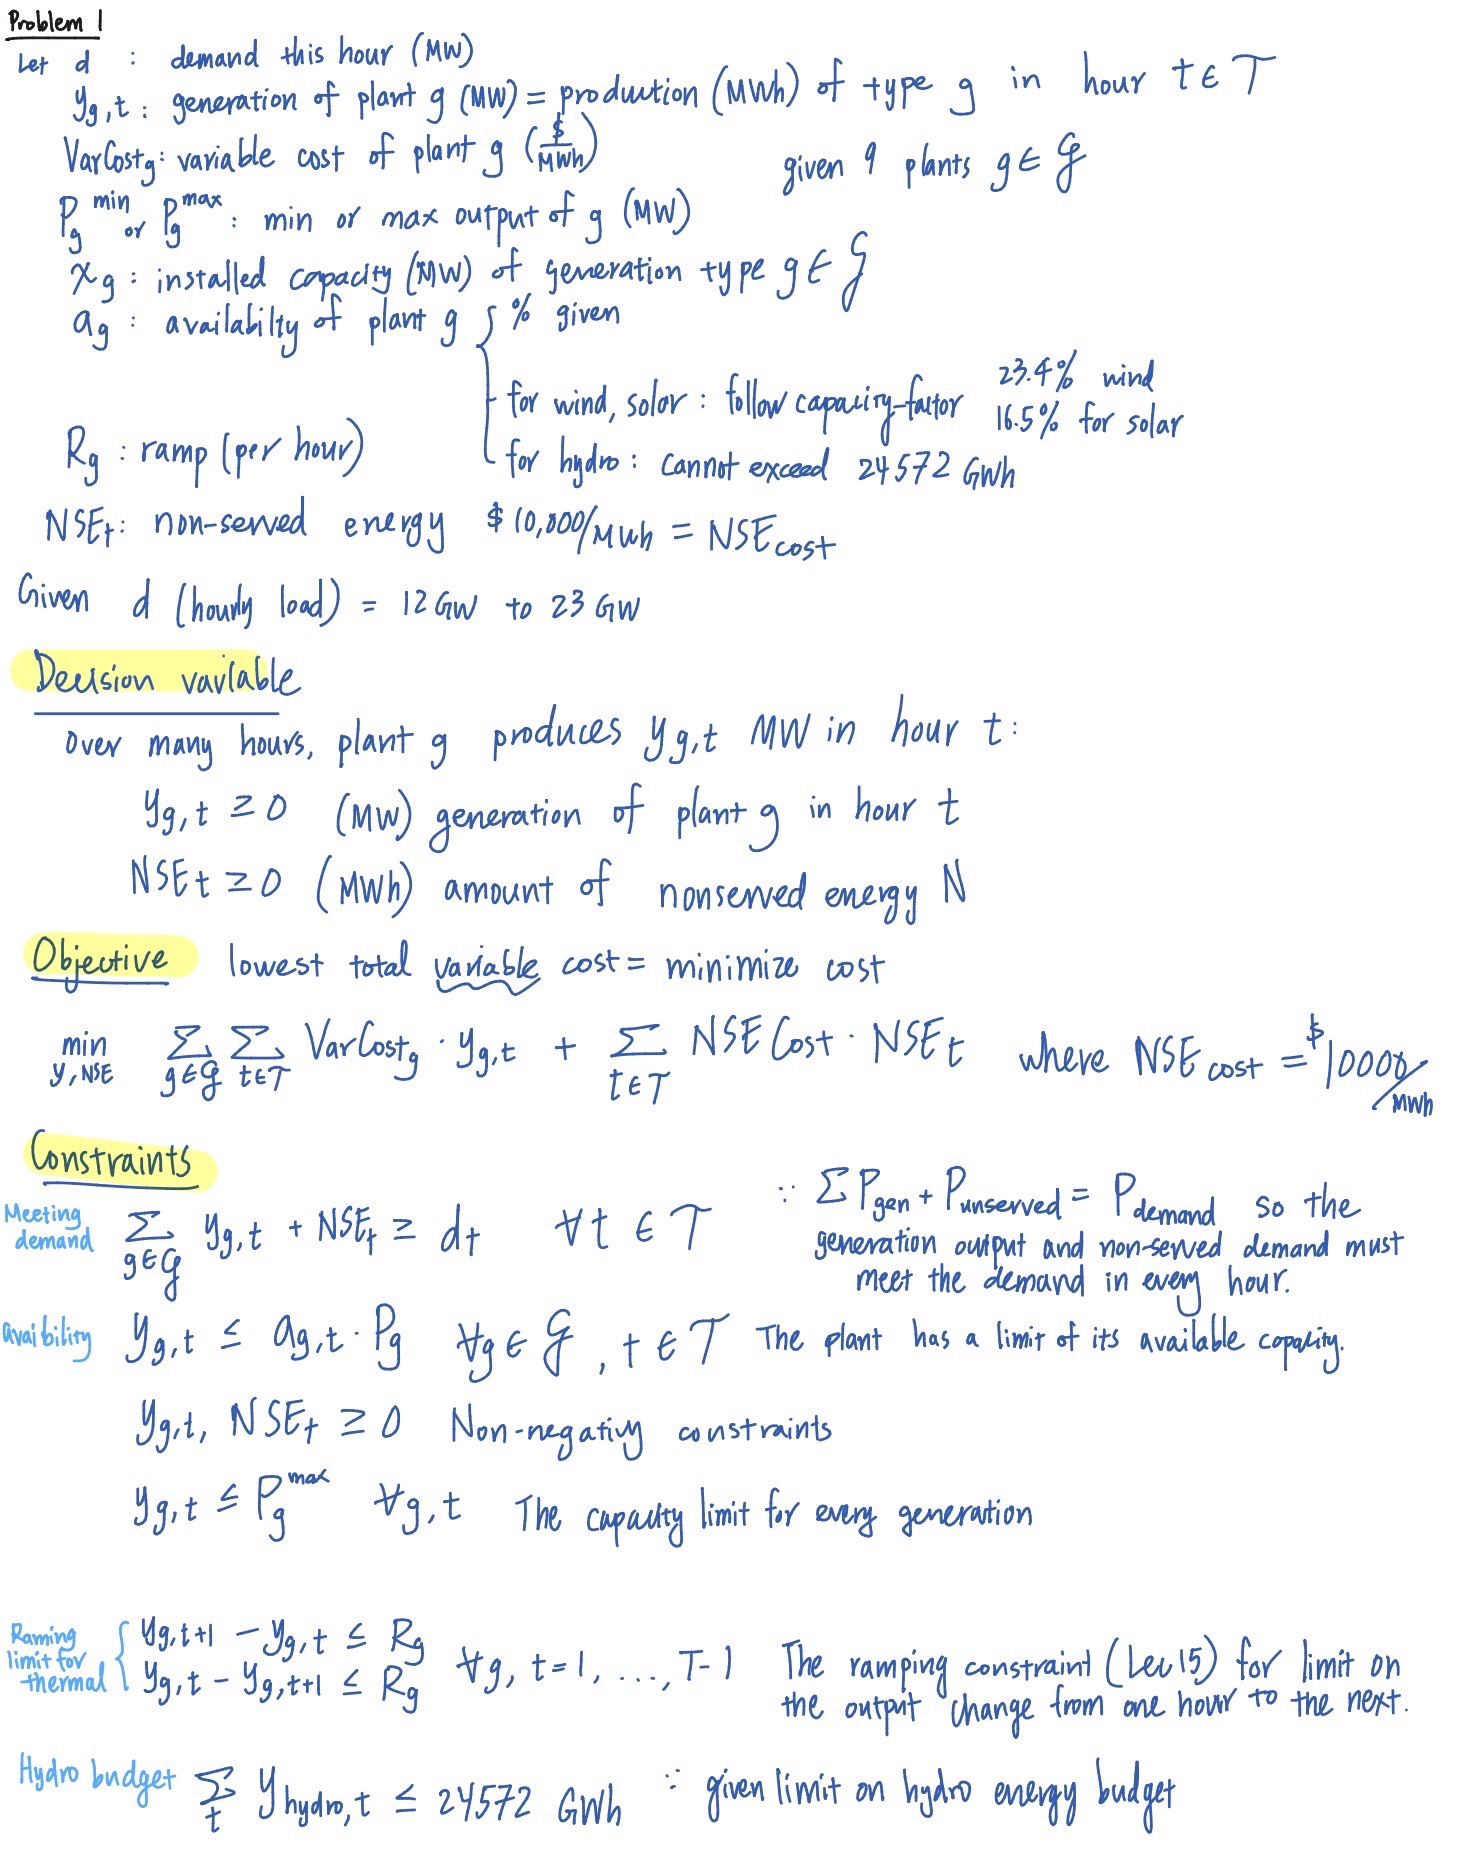 Problem 1
Let d : demand this hour (MW)
y_g,t : generation of plant g (MW) = production (MWh) of type g in hour t ∈ T
VarCost_g : variable cost of plant g ($/MWh) given 9 plants g ∈ G
P_g^min or P_g^max : min or max output of g (MW)
x_g : installed capacity (MW) of generation type g ∈ G
a_g : availabilty of plant g { % given
for wind, solar : follow capacity-factor 23.4% wind
16.5% for solar
R_g : ramp (per hour)
for hydro : cannot exceed 24572 GWh
NSE_t : non-served energy $10,000/MWh = NSE_cost
Given d (hourly load) = 12 GW to 23 GW
Decision variable
over many hours, plant g produces y_g,t MW in hour t :
y_g,t ≥ 0 (MW) generation of plant g in hour t
NSE_t ≥ 0 (MWh) amount of nonserved energy N
Objective lowest total variable cost = minimize cost
min y, NSE Σ_g∈G Σ_t∈T VarCost_g · y_g,t + Σ_t∈T NSECost · NSE_t where NSE_cost = $10000/MWh
Constraints
Meeting demand Σ_g∈G y_g,t + NSE_t ≥ d_t ∀t ∈ T
∵ ΣP_gen + P_unserved = P_demand so the
generation output and non-served demand must
meet the demand in every hour.
avaibility y_g,t ≤ a_g,t · P_g ∀g ∈ G, t ∈ T The plant has a limit of its available capacity.
y_g,t, NSE_t ≥ 0 Non-negativy constraints
y_g,t ≤ P_g^max ∀g,t The capacity limit for every generation
Raming limit for thermal { y_g,t+1 − y_g,t ≤ R_g
y_g,t − y_g,t+1 ≤ R_g ∀g, t=1, ..., T-1
The ramping constraint (Lec 15) for limit on
the output change from one hour to the next.
Hydro budget Σ_t y_hydro,t ≤ 24572 GWh ∵ given limit on hydro energy budget